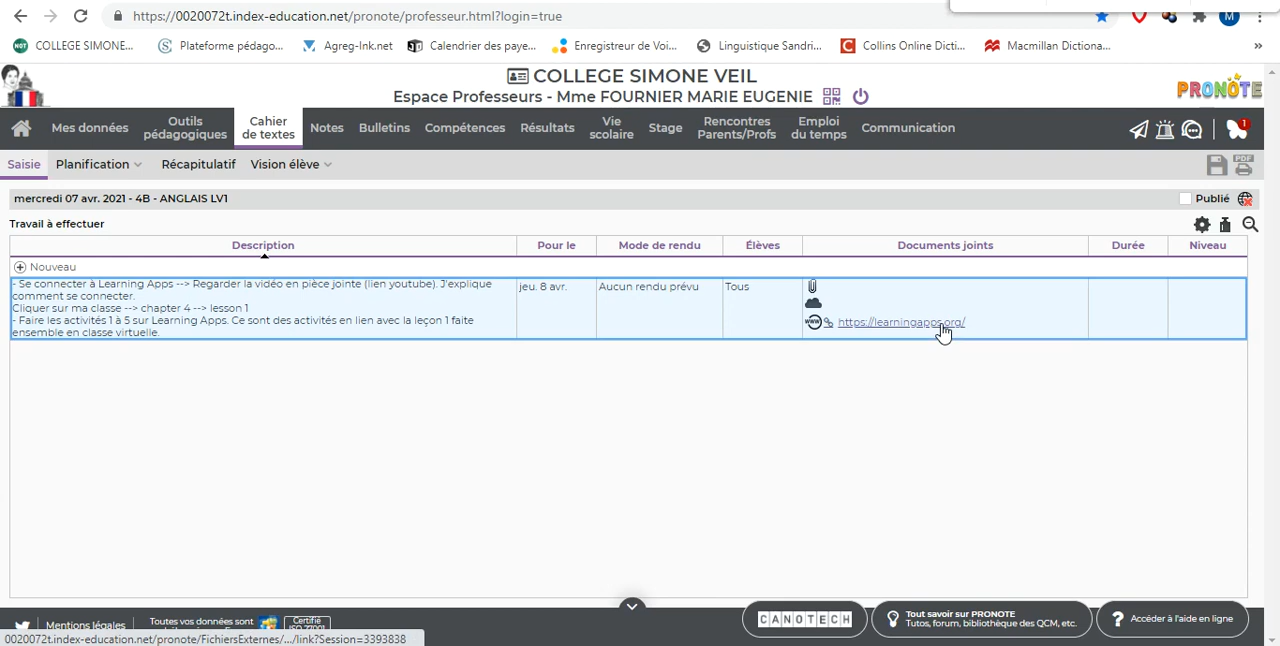 https://0020072t.index-education.net/pronote/professeur.html?login=true
M
NGT COLLEGE SIMONE... Plateforme pédago... Agreg-Ink.net Calendrier des paye... Enregistreur de Voi... Linguistique Sandri... Collins Online Dicti... Macmillan Dictiona... »
COLLEGE SIMONE VEIL
Espace Professeurs - Mme FOURNIER MARIE EUGENIE
PRONOTE
Mes données
Outils pédagogiques
Cahier de textes
Notes
Bulletins
Compétences
Résultats
Vie scolaire
Stage
Rencontres Parents/Profs
Emploi du temps
Communication
1
Saisie Planification Récapitulatif Vision élève
PDF
mercredi 07 avr. 2021 - 4B - ANGLAIS LV1
Publié
Travail à effectuer
Description Pour le Mode de rendu Élèves Documents joints Durée Niveau
Nouveau
- Se connecter à Learning Apps --> Regarder la vidéo en pièce jointe (lien youtube). J'explique
comment se connecter.
Cliquer sur ma classe --> chapter 4 --> lesson 1
- Faire les activités 1 à 5 sur Learning Apps. Ce sont des activités en lien avec la leçon 1 faite
ensemble en classe virtuelle.
jeu. 8 avr.
Aucun rendu prévu
Tous
www https://learningapps.org/
Mentions légales
Toutes vos données sont
Certifié
ISO 27001
CANOTECH
Tout savoir sur PRONOTE
Tutos, forum, bibliothèque des QCM, etc.
? Accéder à l'aide en ligne
0020072t.index-education.net/pronote/FichiersExternes/.../link?Session=3393838